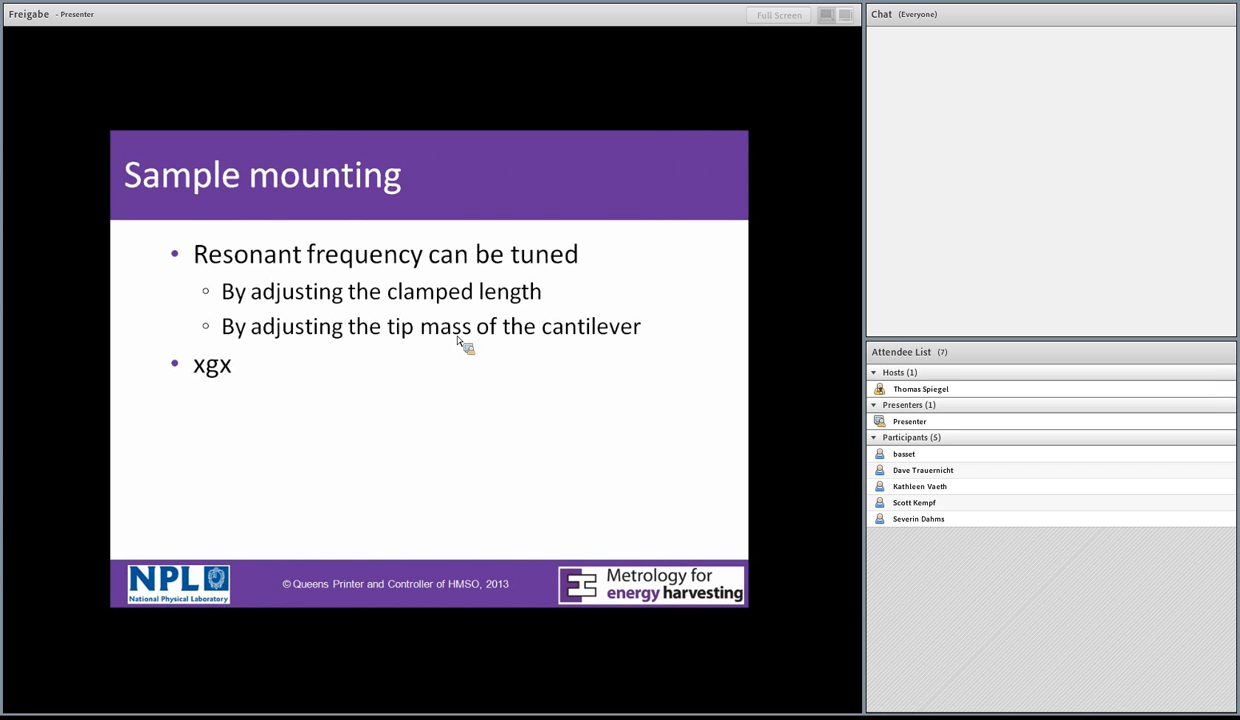 Freigabe - Presenter
Full Screen
Sample mounting
• Resonant frequency can be tuned
◦ By adjusting the clamped length
◦ By adjusting the tip mass of the cantilever
• xgx
NPL
National Physical Laboratory
© Queens Printer and Controller of HMSO, 2013
Metrology for
energy harvesting
Chat (Everyone)
Attendee List (7)
Hosts (1)
Thomas Spiegel
Presenters (1)
Presenter
Participants (5)
basset
Dave Trauernicht
Kathleen Vaeth
Scott Kempf
Severin Dahms